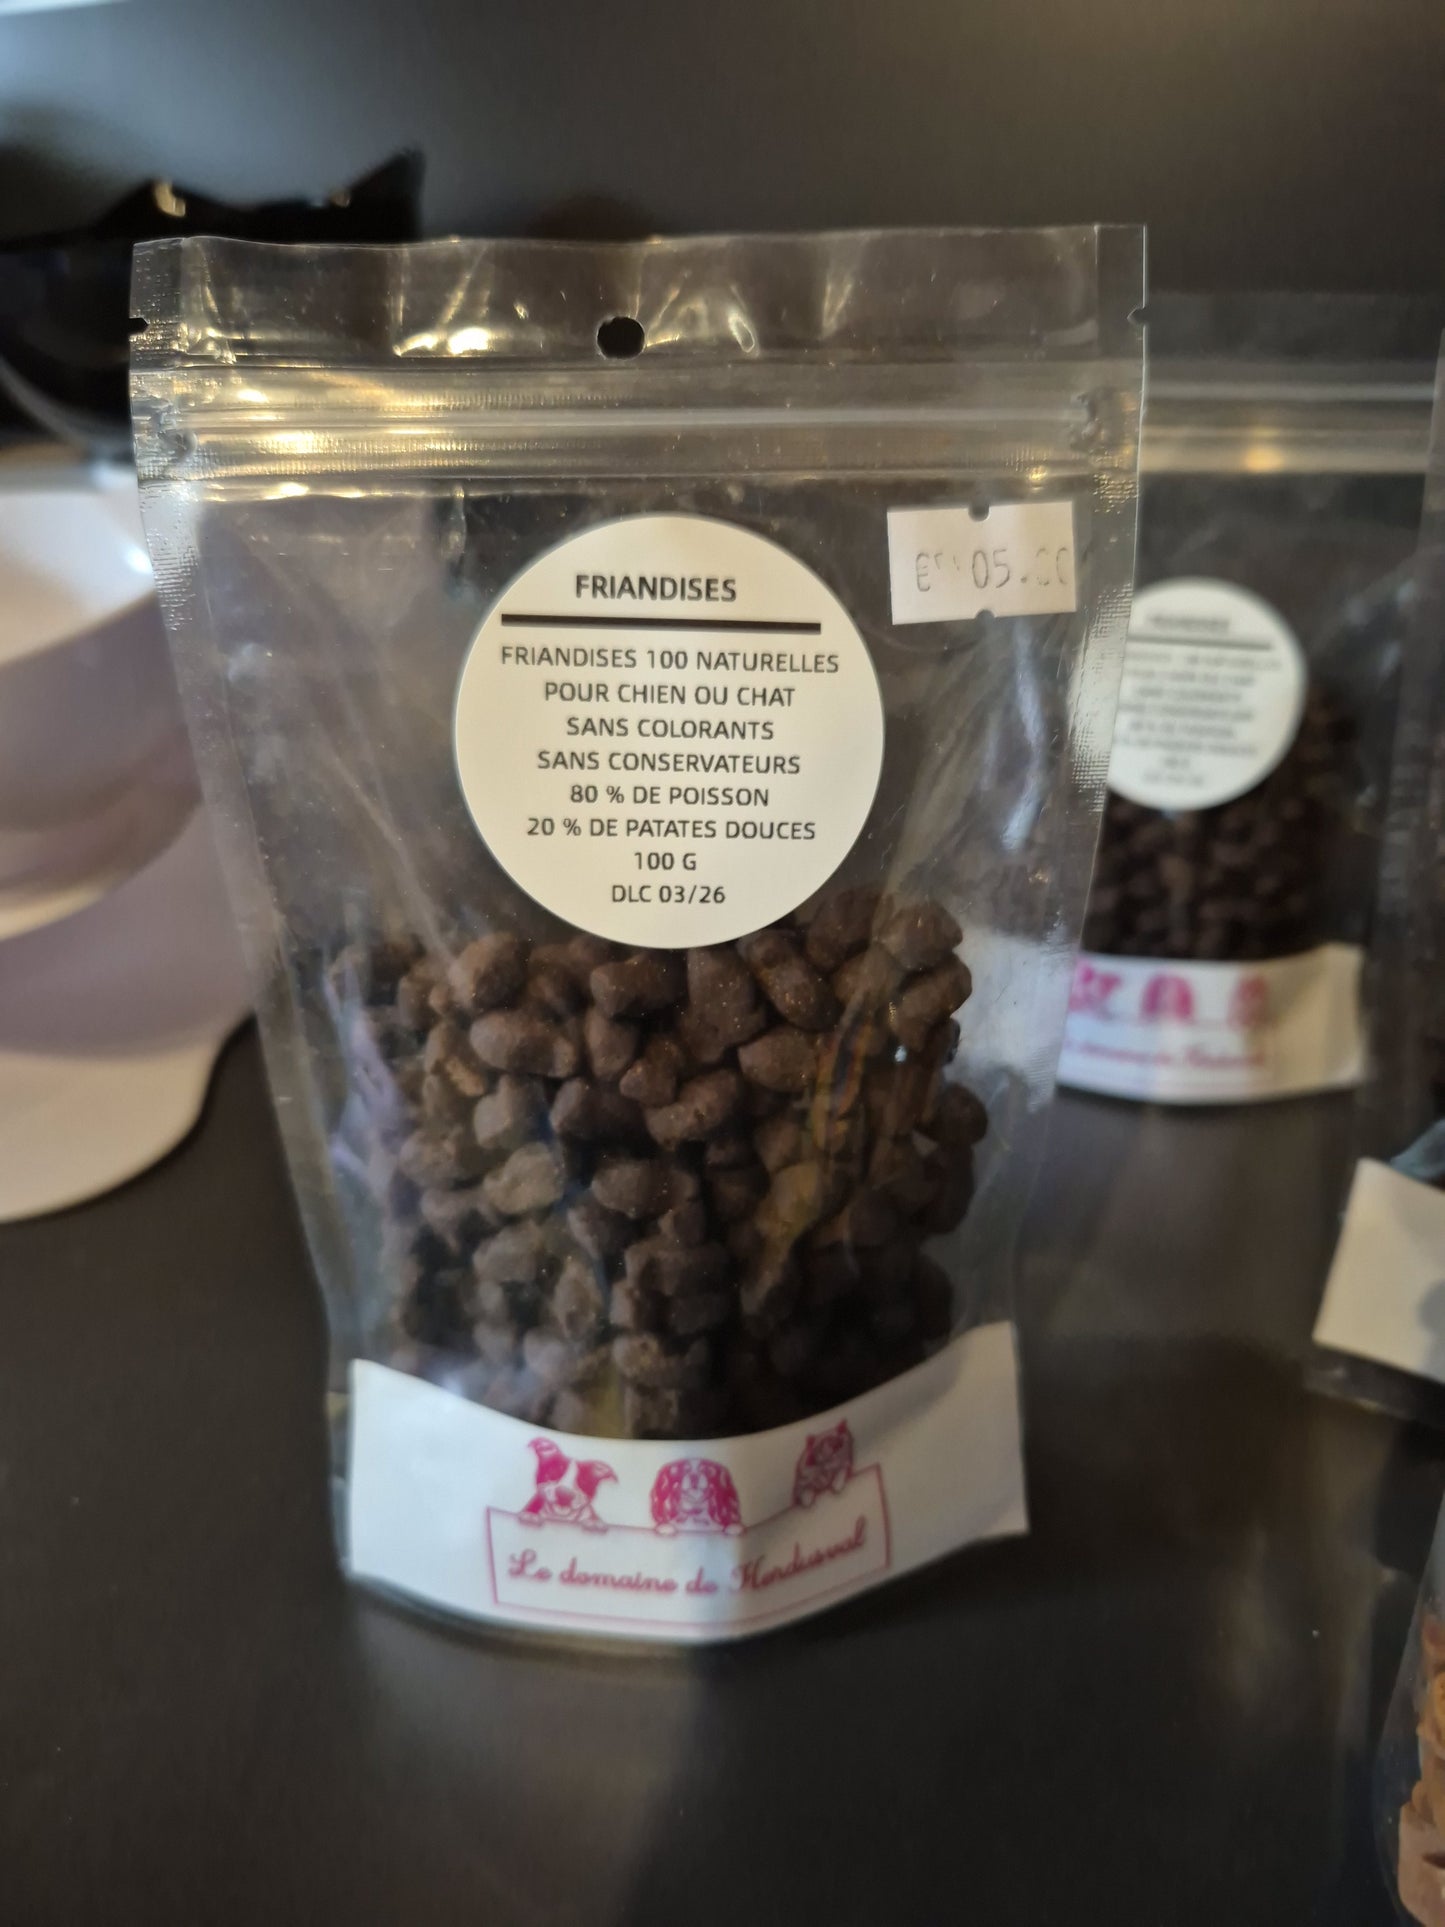 FRIANDISES
FRIANDISES 100 NATURELLES
POUR CHIEN OU CHAT
SANS COLORANTS
SANS CONSERVATEURS
80 % DE POISSON
20 % DE PATATES DOUCES
100 G
DLC 03/26
€ 05.00
Le domaine de